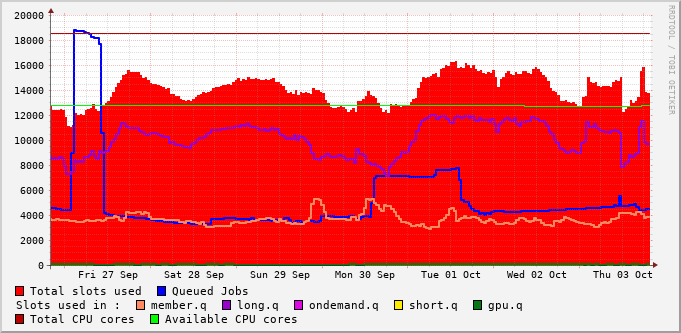 20000
18000
16000
14000
12000
10000
8000
6000
4000
2000
0
Fri 27 Sep Sat 28 Sep Sun 29 Sep Mon 30 Sep Tue 01 Oct Wed 02 Oct Thu 03 Oct
RRDTOOL / TOBI OETIKER
Total slots used Queued Jobs
Slots used in : member.q long.q ondemand.q short.q gpu.q
Total CPU cores Available CPU cores